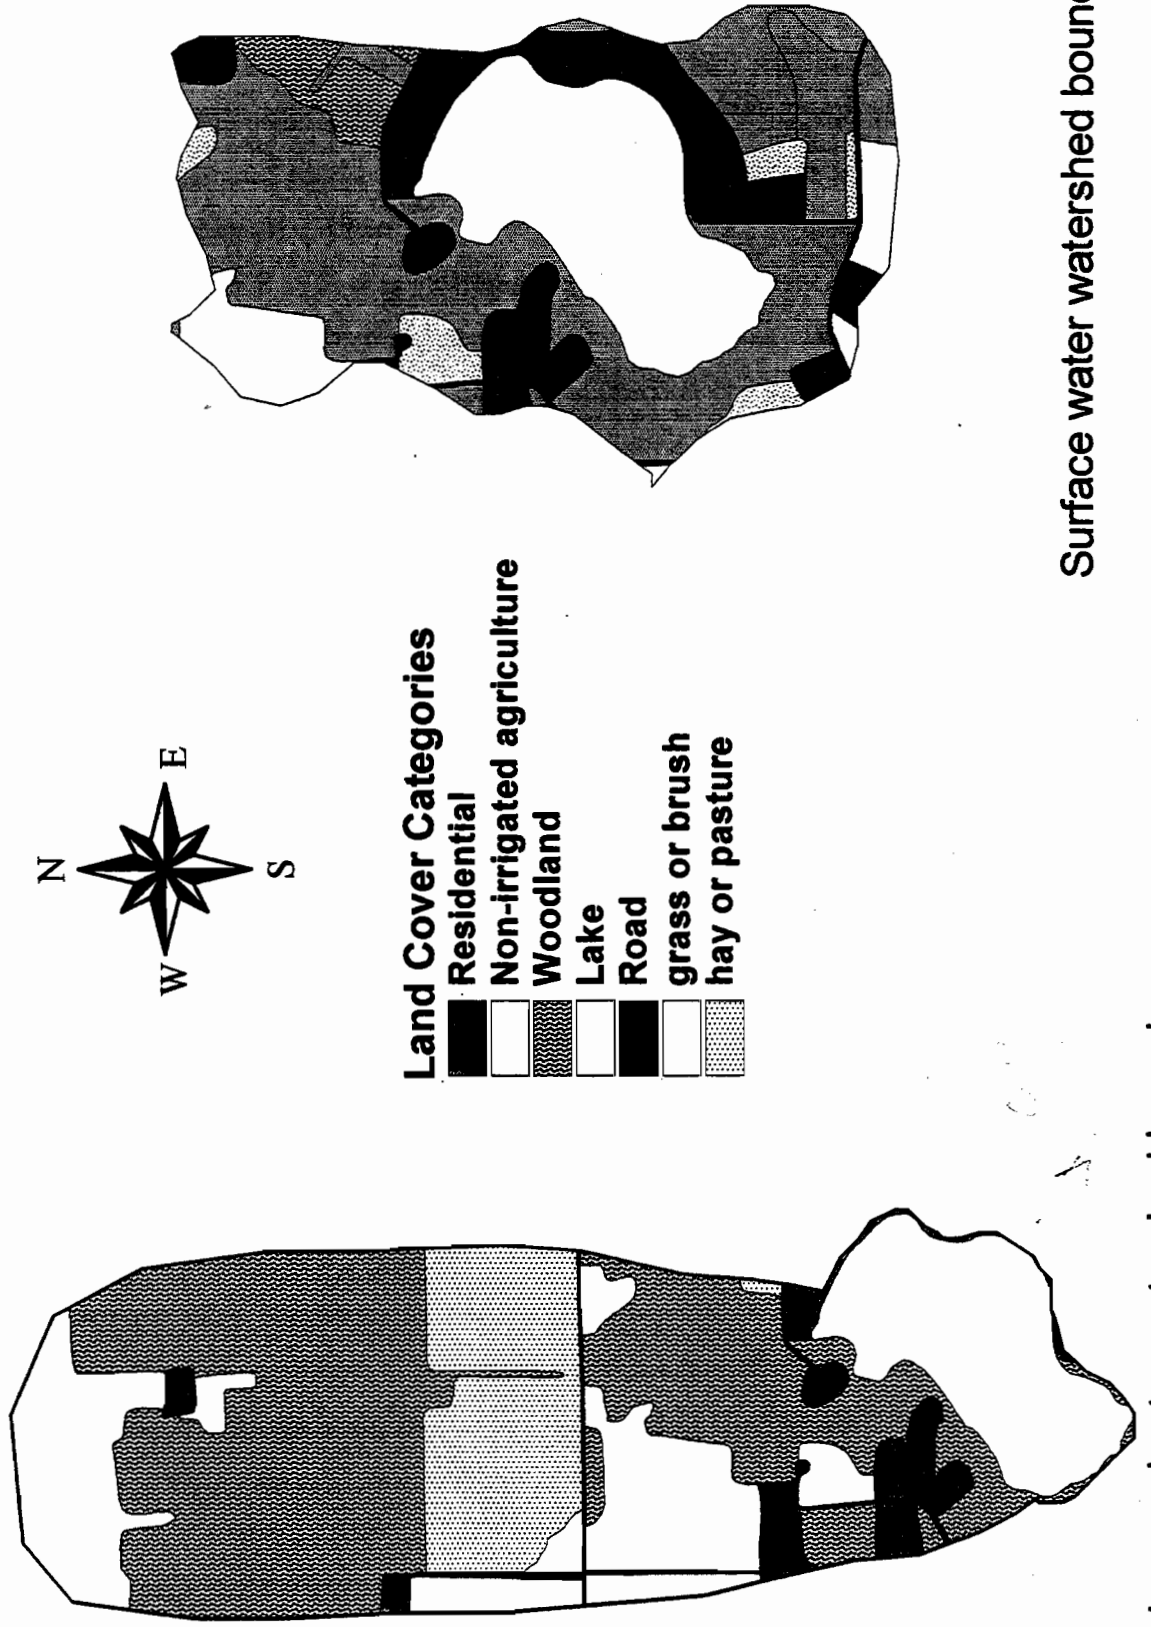 N
W
E
S
Land Cover Categories
Residential
Non-irrigated agriculture
Woodland
Lake
Road
grass or brush
hay or pasture
Surface water watershed